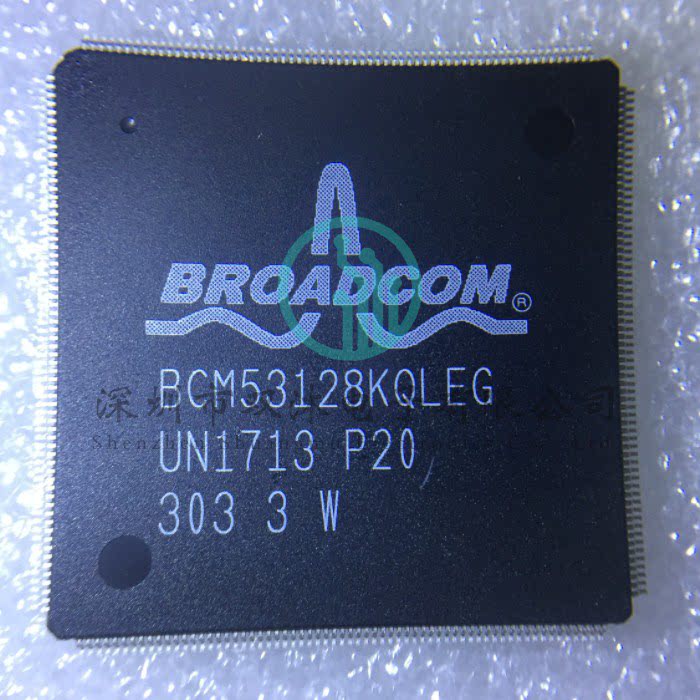 BROADCOM®
BCM53128KQLEG
UN1713 P20
303 3 W